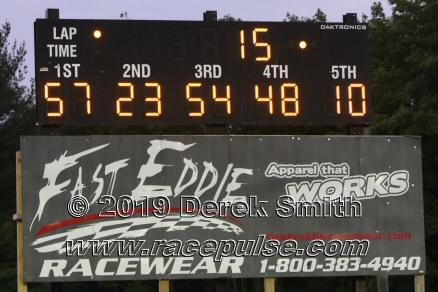 LAP TIME 15 DAKTRONICS
1ST 2ND 3RD 4TH 5TH
57 23 54 48 10
FAST EDDIE
Apparel that
WORKS
© 2019 Derek Smith
www.racepulse.com
RACEWEAR 1-800-383-4940